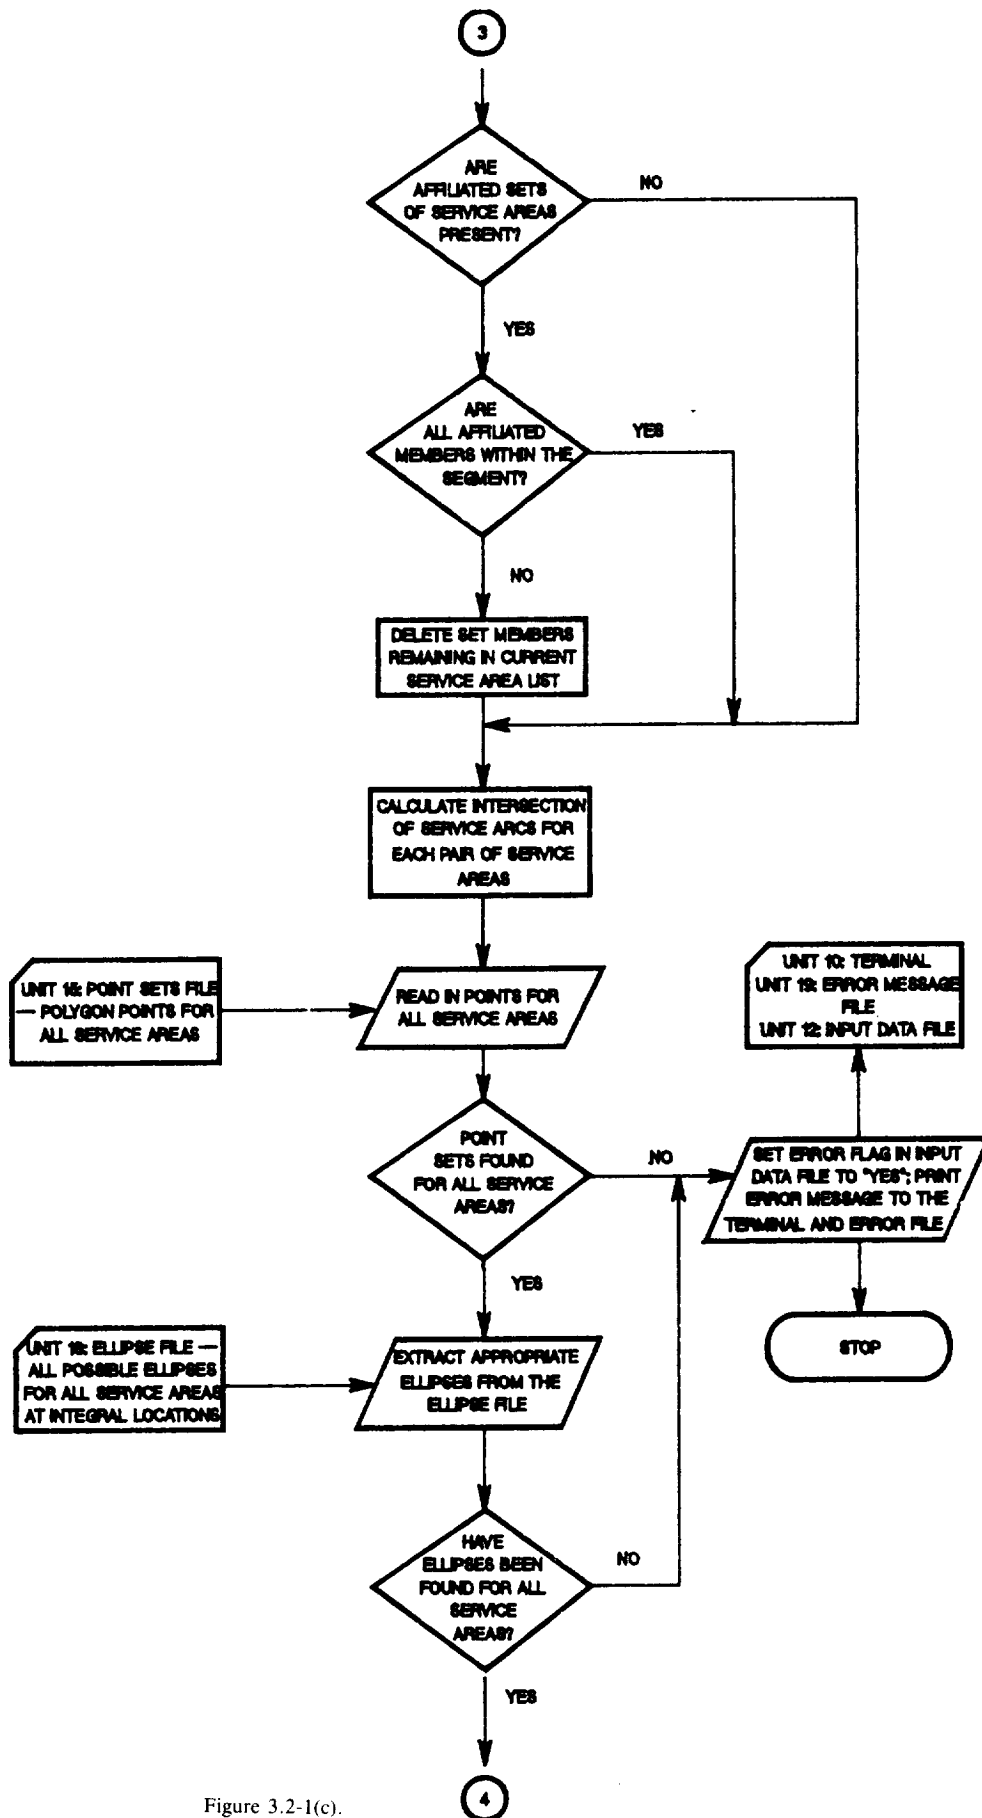 3
ARE
AFFILIATED SETS
OF SERVICE AREAS
PRESENT?
NO
YES
ARE
ALL AFFILIATED
MEMBERS WITHIN THE
SEGMENT?
YES
NO
DELETE SET MEMBERS
REMAINING IN CURRENT
SERVICE AREA LIST
CALCULATE INTERSECTION
OF SERVICE ARCS FOR
EACH PAIR OF SERVICE
AREAS
UNIT 15: POINT SETS FILE
— POLYGON POINTS FOR
ALL SERVICE AREAS
READ IN POINTS FOR
ALL SERVICE AREAS
UNIT 10: TERMINAL
UNIT 19: ERROR MESSAGE
FILE
UNIT 12: INPUT DATA FILE
POINT
SETS FOUND
FOR ALL SERVICE
AREAS?
NO
SET ERROR FLAG IN INPUT
DATA FILE TO "YES"; PRINT
ERROR MESSAGE TO THE
TERMINAL AND ERROR FILE
YES
STOP
UNIT : ELLIPSE FILE —
ALL POSSIBLE ELLIPSES
FOR ALL SERVICE AREAS
AT INTEGRAL LOCATIONS
EXTRACT APPROPRIATE
ELLIPSES FROM THE
ELLIPSE FILE
HAVE
ELLIPSES BEEN
FOUND FOR ALL
SERVICE
AREAS?
NO
YES
4
Figure 3.2-1(c).